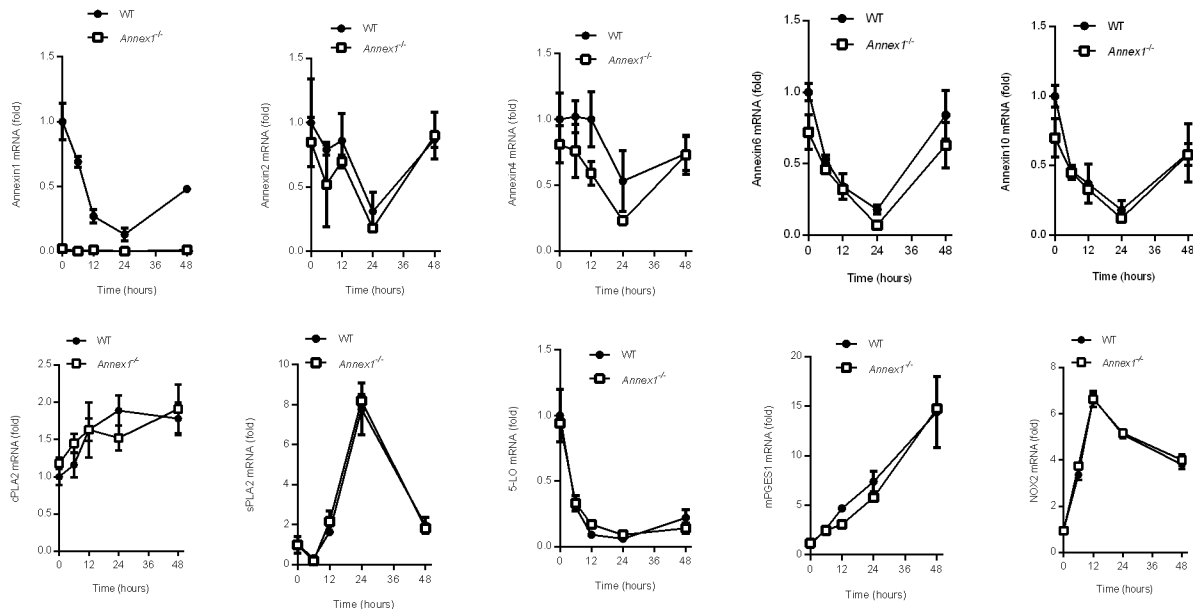 WT
Annex1-/-
1.5
1.0
0.5
0.0
Annexin1 mRNA (fold)
0 12 24 36 48
Time (hours)
WT
Annex1-/-
1.5
1.0
0.5
0.0
Annexin2 mRNA (fold)
0 12 24 36 48
Time (hours)
WT
Annex1-/-
1.5
1.0
0.5
0.0
Annexin4 mRNA (fold)
0 12 24 36 48
Time (hours)
WT
Annex1-/-
1.5
1.0
0.5
0.0
Annexin6 mRNA (fold)
0 12 24 36 48
Time (hours)
WT
Annex1-/-
1.5
1.0
0.5
0.0
Annexin10 mRNA (fold)
0 12 24 36 48
Time (hours)
WT
Annex1-/-
2.5
2.0
1.5
1.0
0.5
0.0
cPLA2 mRNA (fold)
0 12 24 36 48
Time (hours)
WT
Annex1-/-
10
8
6
4
2
0
sPLA2 mRNA (fold)
0 12 24 36 48
Time (hours)
WT
Annex1-/-
1.5
1.0
0.5
0.0
5-LO mRNA (fold)
0 12 24 36 48
Time (hours)
WT
Annex1-/-
20
15
10
5
0
mPGES1 mRNA (fold)
0 12 24 36 48
Time (hours)
WT
Annex1-/-
8
6
4
2
0
NOX2 mRNA (fold)
0 12 24 36 48
Time (hours)